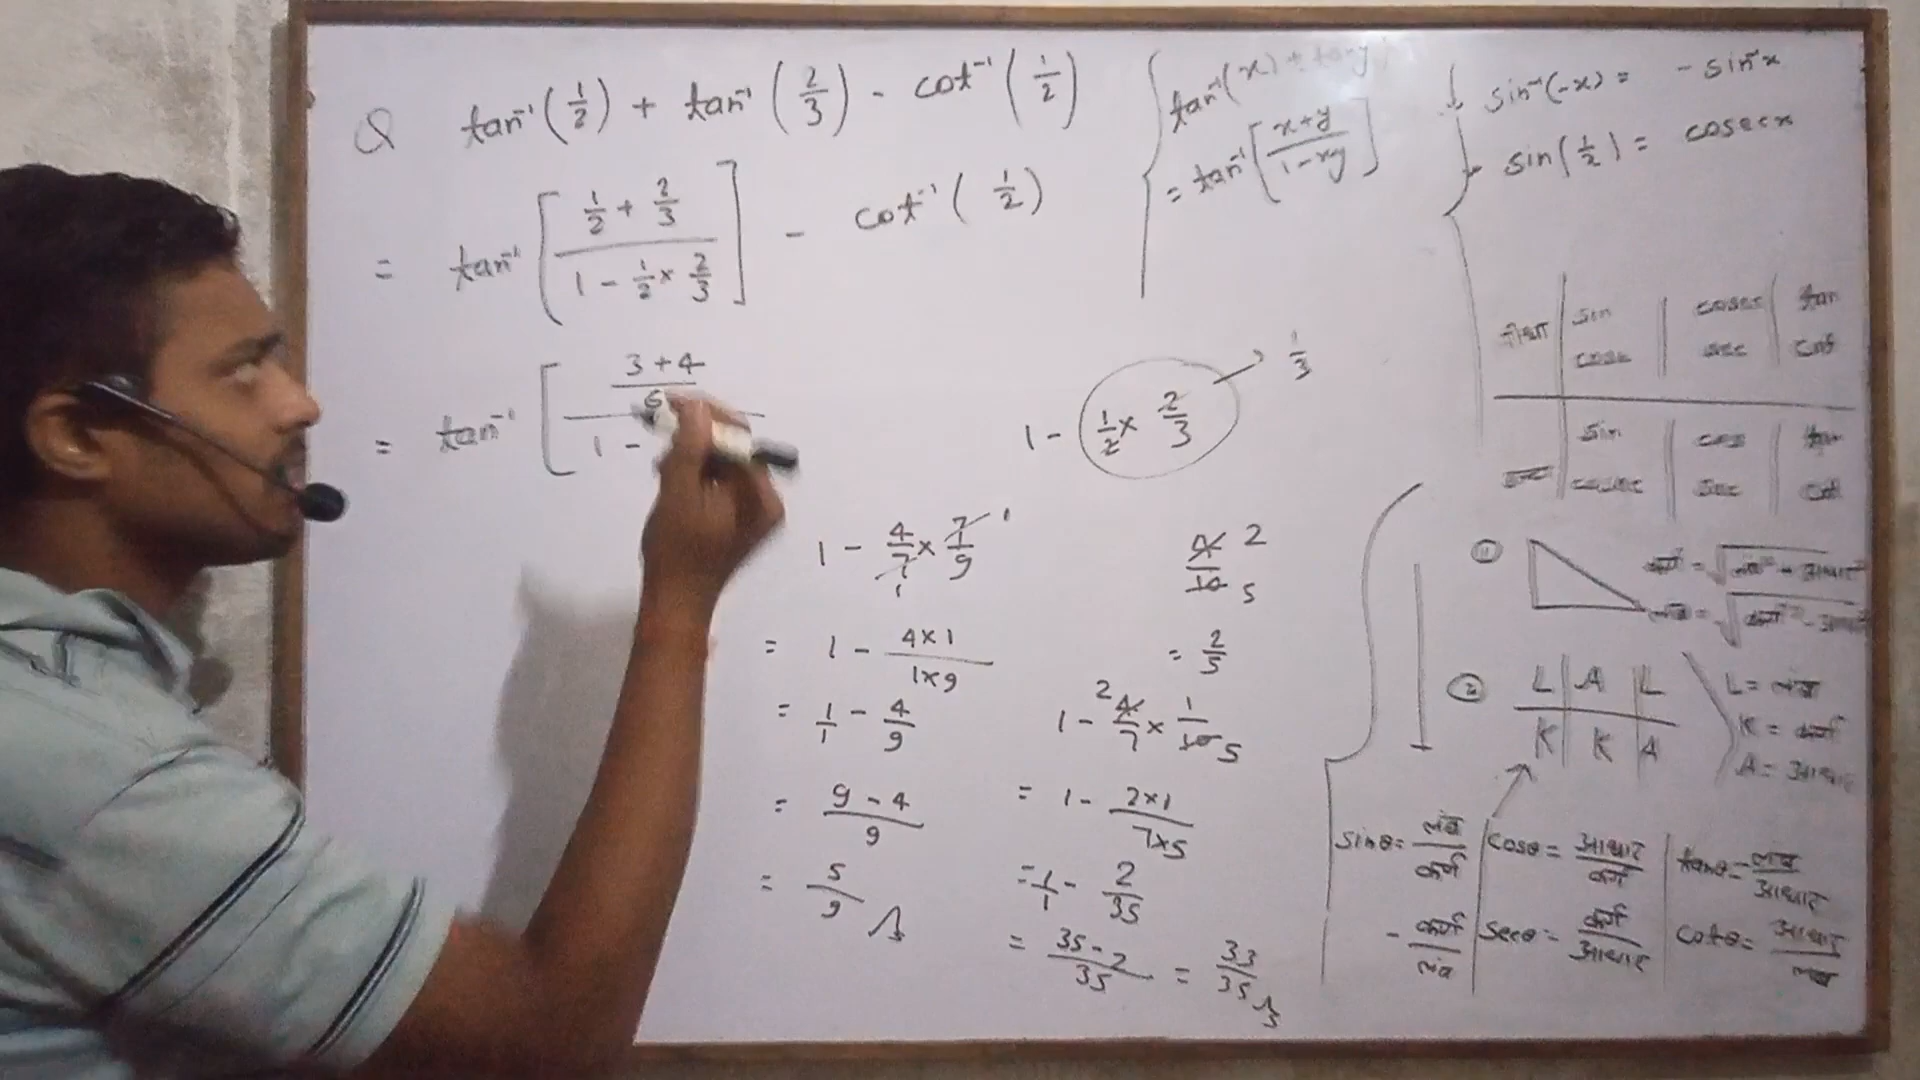 Q tan⁻¹(1/2) + tan⁻¹(2/3) - cot⁻¹(1/2)
= tan⁻¹[(1/2 + 2/3)/(1 - 1/2 × 2/3)] - cot⁻¹(1/2)
= tan⁻¹[((3+4)/6)/(1 -
tan⁻¹(x) + tan y
= tan⁻¹[(x+y)/(1-xy)]
sin⁻¹(-x) = - sin⁻¹x
sin(1/2) = cosecx
1 - 1/2 × 2/3 → 1/3
1 - 4/7 × 7/9 1
1
= 1 - (4×1)/(1×9)
= 1/1 - 4/9
= (9-4)/9
= 5/9
4/10 2 5
= 2/5
1 - 2 4/7 × 1/10 5
= 1 - (2×1)/(7×5)
= 1/1 - 2/35
= (35-2)/35 = 33/35
sin cosec tan
sec cot
sin cos
cosec sec cot
②
L A L
K K A
L = लंब
K = कर्ण
A = आधार
sinθ = लंब/कर्ण cosθ = आधार/कर्ण tanθ = लंब/आधार
- कर्ण/लंब secθ = कर्ण/आधार cotθ = आधार/लंब